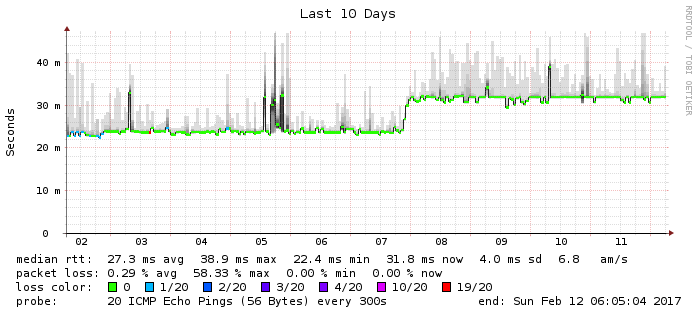 Last 10 Days
RRDTOOL / TOBI OETIKER
Seconds
40 m
30 m
20 m
10 m
0
02 03 04 05 06 07 08 09 10 11
median rtt: 27.3 ms avg 38.9 ms max 22.4 ms min 31.8 ms now 4.0 ms sd 6.8 am/s
packet loss: 0.29 % avg 58.33 % max 0.00 % min 0.00 % now
loss color: 0 1/20 2/20 3/20 4/20 10/20 19/20
probe: 20 ICMP Echo Pings (56 Bytes) every 300s end: Sun Feb 12 06:05:04 2017